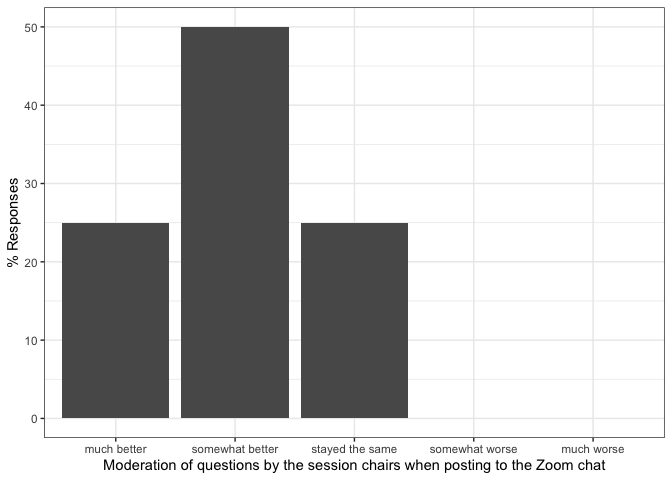 50
40
30
20
10
0
% Responses
much better somewhat better stayed the same somewhat worse much worse
Moderation of questions by the session chairs when posting to the Zoom chat